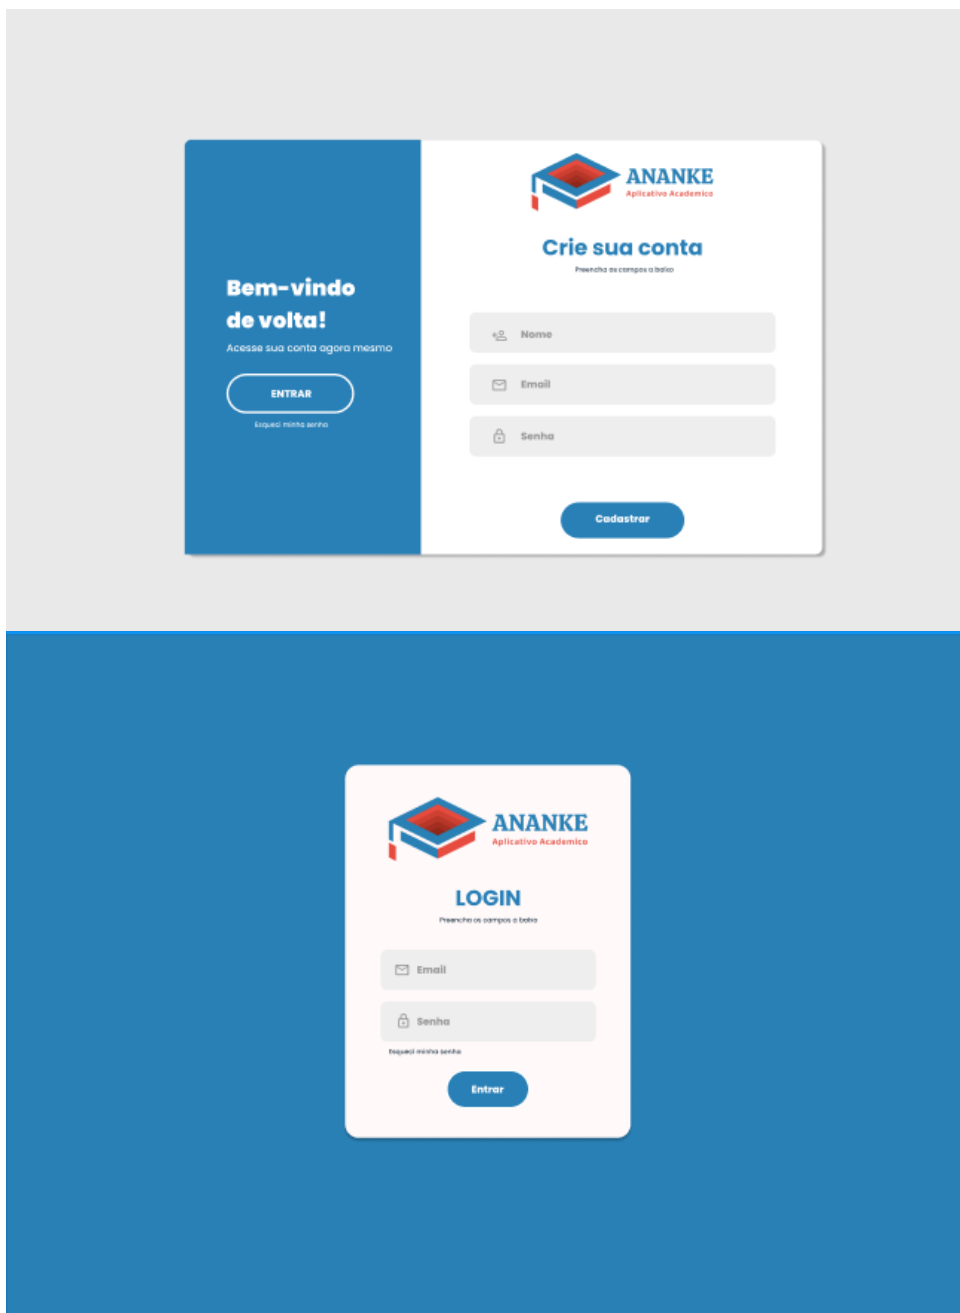 ANANKE
Aplicativo Academico
Crie sua conta
Preencha os campos a baixo
Bem-vindo
de volta!
Acesse sua conta agora mesmo
ENTRAR
Esqueci minha senha
Nome
Email
Senha
Cadastrar
ANANKE
Aplicativo Academico
LOGIN
Preencha os campos a baixo
Email
Senha
Esqueci minha senha
Entrar